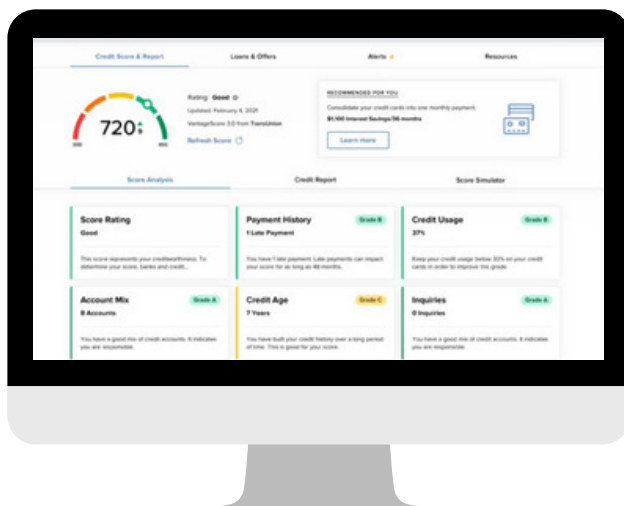 Credit Score & Report
Loans & Offers
Alerts
Resources
720
300
850
Rating: Good
Updated: February 8, 2021
VantageScore 3.0 from TransUnion
Refresh Score
RECOMMENDED FOR YOU
Consolidate your credit cards into one monthly payment.
$1,100 Interest Savings/36 months
Learn more
Score Analysis
Credit Report
Score Simulator
Score Rating
Good
This score represents your creditworthiness. To
determine your score, banks and credit...
Payment History
Grade B
1 Late Payment
You have 1 late payment. Late payments can impact
your score for as long as 48 months.
Credit Usage
Grade B
37%
Keep your credit usage below 30% on your credit
cards in order to improve this grade.
Account Mix
Grade A
8 Accounts
You have a good mix of credit accounts. It indicates
you are responsible.
Credit Age
Grade C
7 Years
You have built your credit history over a long period
of time. This is good for your score.
Inquiries
Grade A
0 Inquiries
You have a good mix of credit accounts. It indicates
you are responsible.